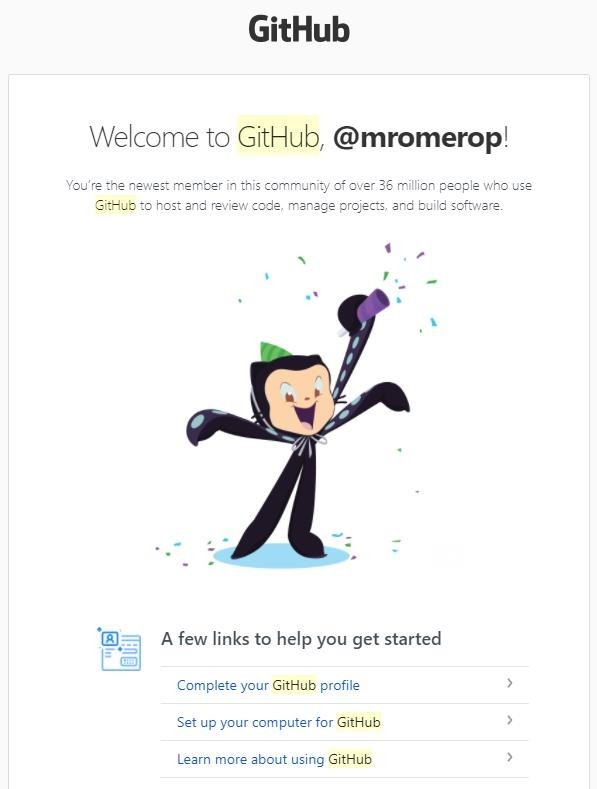 GitHub
Welcome to GitHub, @mromerop!
You're the newest member in this community of over 36 million people who use
GitHub to host and review code, manage projects, and build software.
A few links to help you get started
Complete your GitHub profile
Set up your computer for GitHub
Learn more about using GitHub